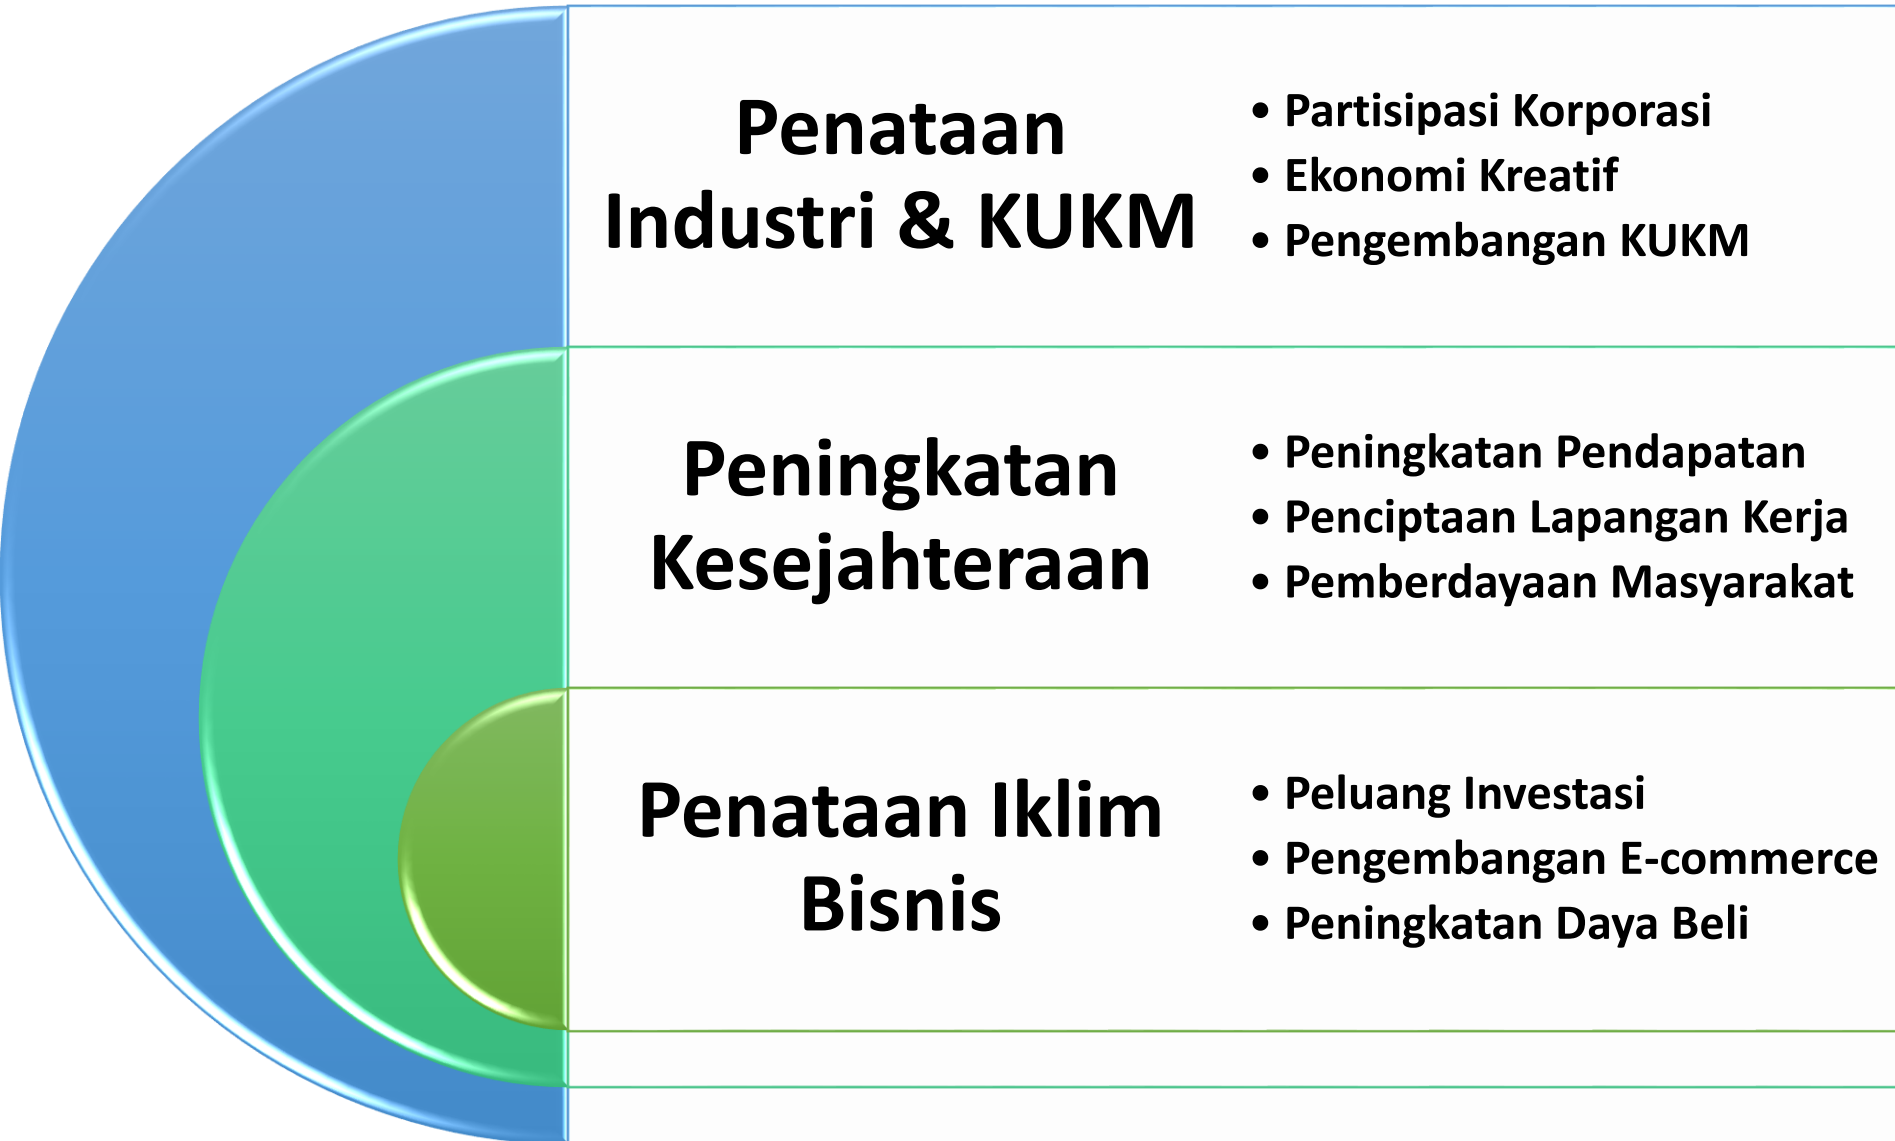 Penataan
Industri & KUKM
• Partisipasi Korporasi
• Ekonomi Kreatif
• Pengembangan KUKM
Peningkatan
Kesejahteraan
• Peningkatan Pendapatan
• Penciptaan Lapangan Kerja
• Pemberdayaan Masyarakat
Penataan Iklim
Bisnis
• Peluang Investasi
• Pengembangan E-commerce
• Peningkatan Daya Beli